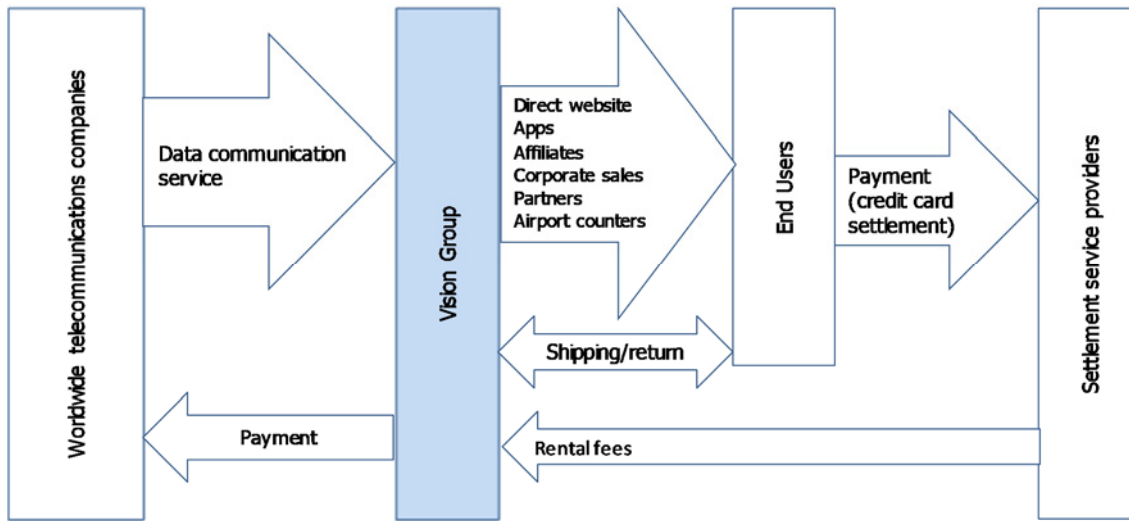 Worldwide telecommunications companies
Data communication
service
Payment
Vision Group
Direct website
Apps
Affiliates
Corporate sales
Partners
Airport counters
Shipping/return
Rental fees
End Users
Payment
(credit card
settlement)
Settlement service providers